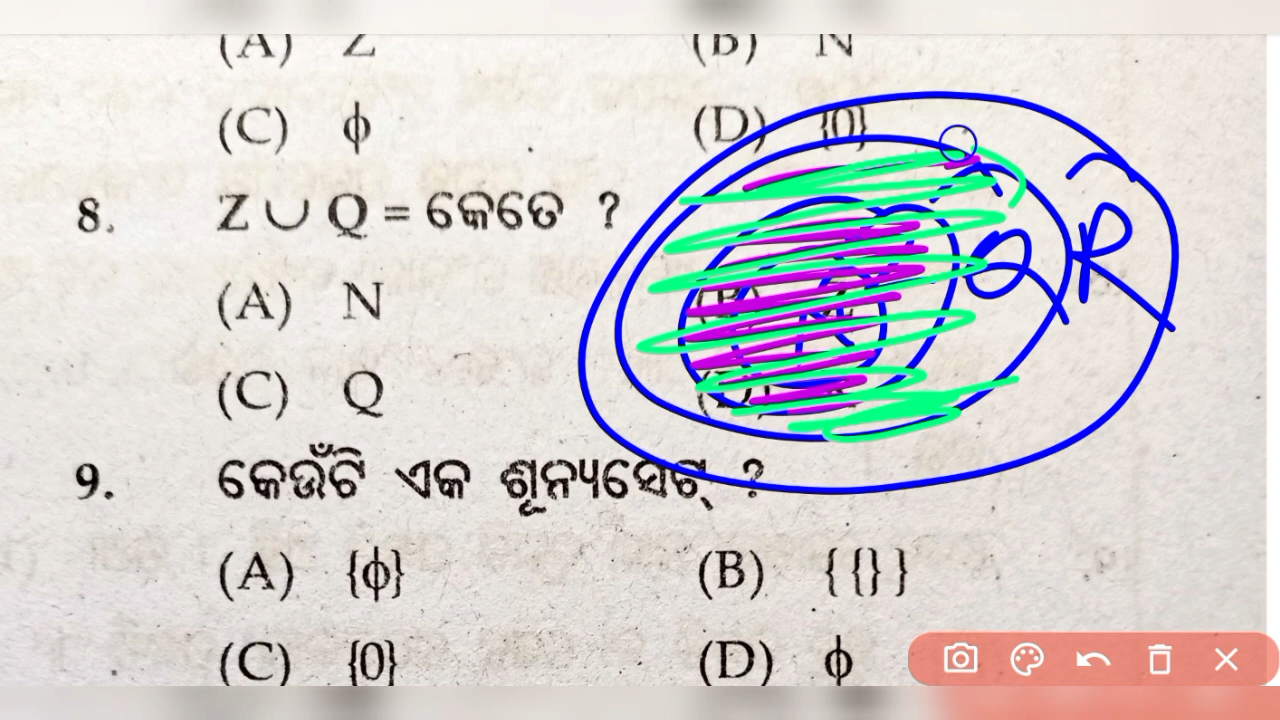 (A) Z (B) N
(C) ϕ (D) {0}
8. Z ∪ Q = କେତେ ?
(A) N (B)
(C) Q (D)
Q R
9. କେଉଁଟି ଏକ ଶୂନ୍ୟସେଟ୍ ?
(A) {ϕ} (B) { {} }
(C) {0} (D) ϕ